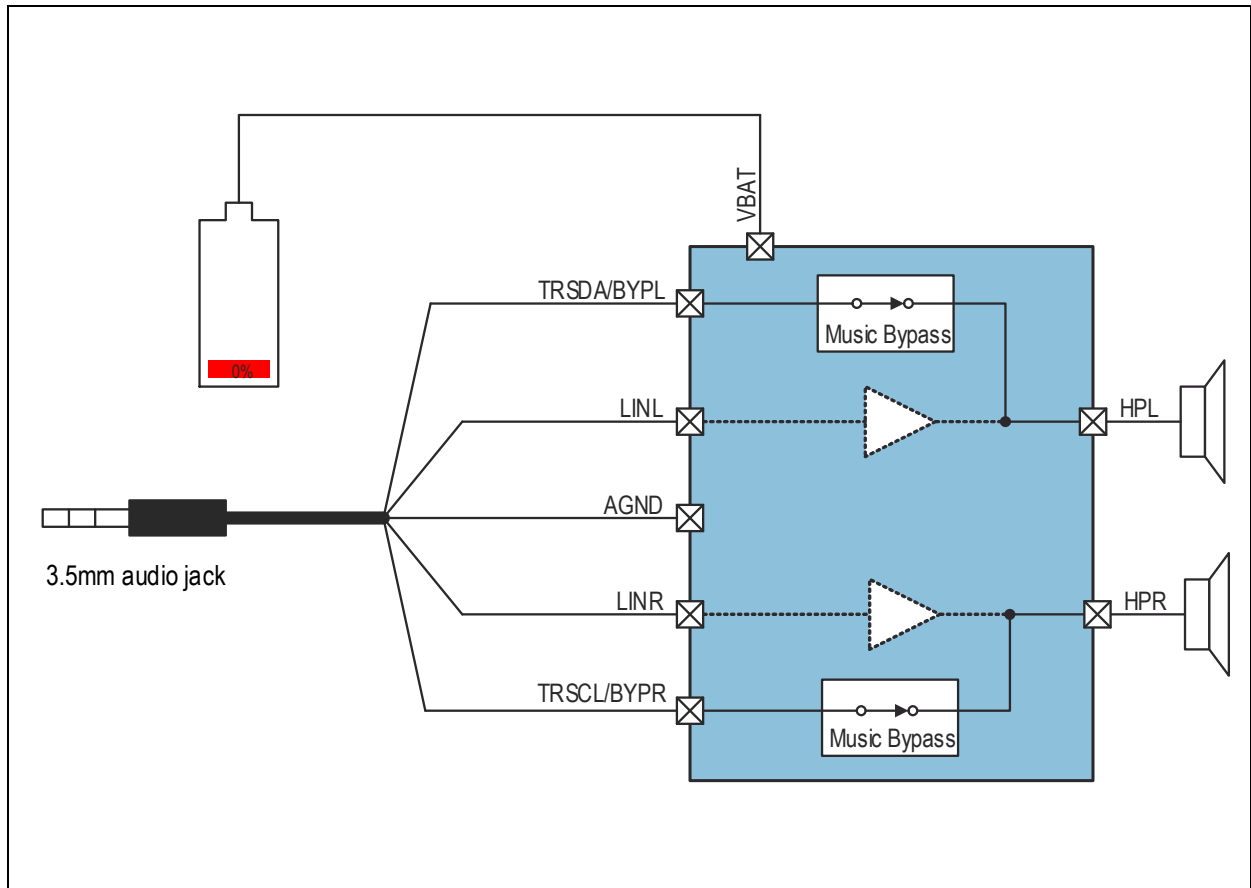 VBAT
0%
TRSDA/BYPL
Music Bypass
LINL
HPL
AGND
3.5mm audio jack
LINR
HPR
TRSCL/BYPR
Music Bypass